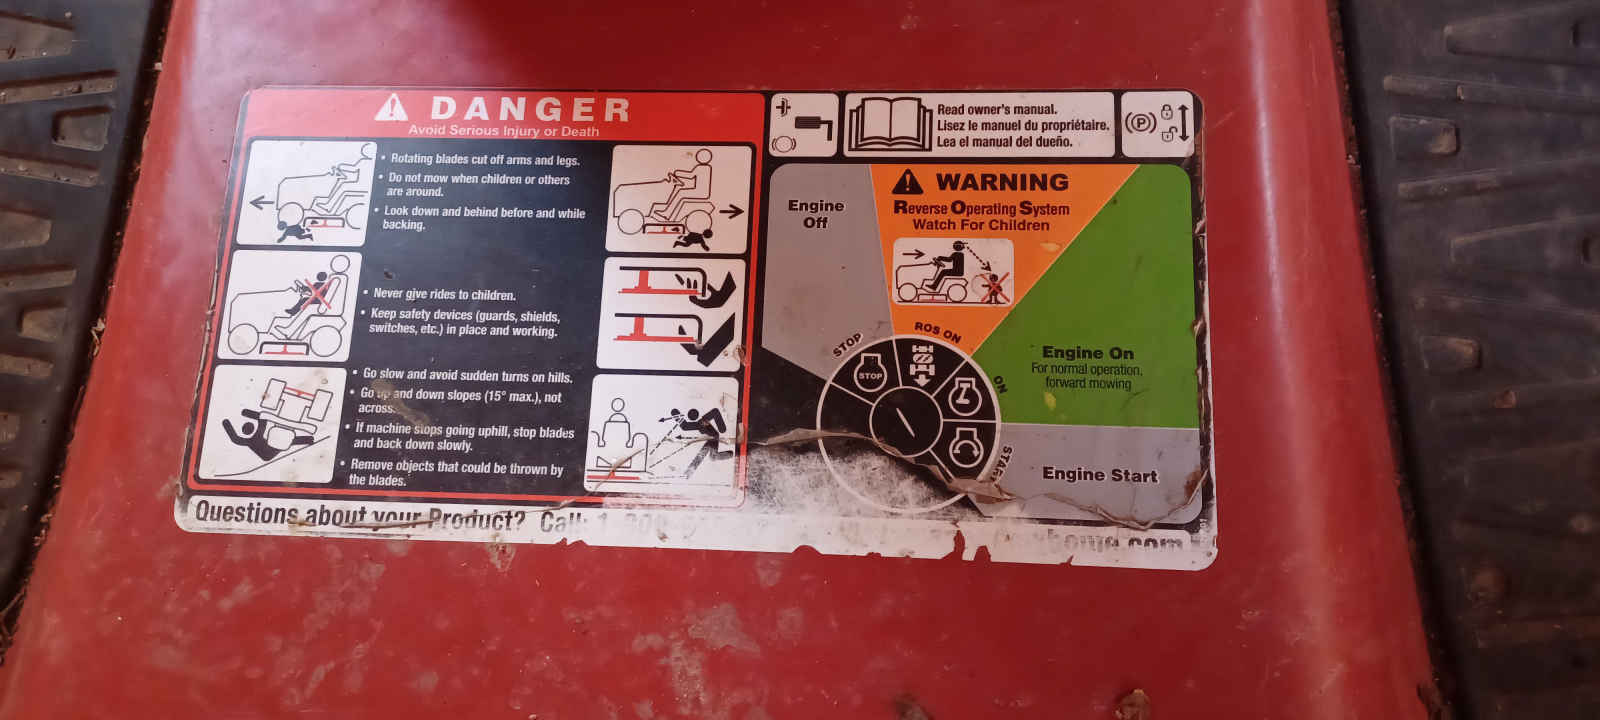 DANGER
Avoid Serious Injury or Death
• Rotating blades cut off arms and legs.
• Do not mow when children or others
are around.
• Look down and behind before and while
backing.
• Never give rides to children.
• Keep safety devices (guards, shields,
switches, etc.) in place and working.
• Go slow and avoid sudden turns on hills.
• Go up and down slopes (15° max.), not
across.
• If machine stops going uphill, stop blades
and back down slowly.
• Remove objects that could be thrown by
the blades.
Read owner's manual.
Lisez le manuel du propriétaire.
Lea el manual del dueño.
P
Engine
Off
WARNING
Reverse Operating System
Watch For Children
Engine On
For normal operation,
forward mowing
Engine Start
STOP
ROS ON
ON
START
STOP
Questions about your Product? Call: 1